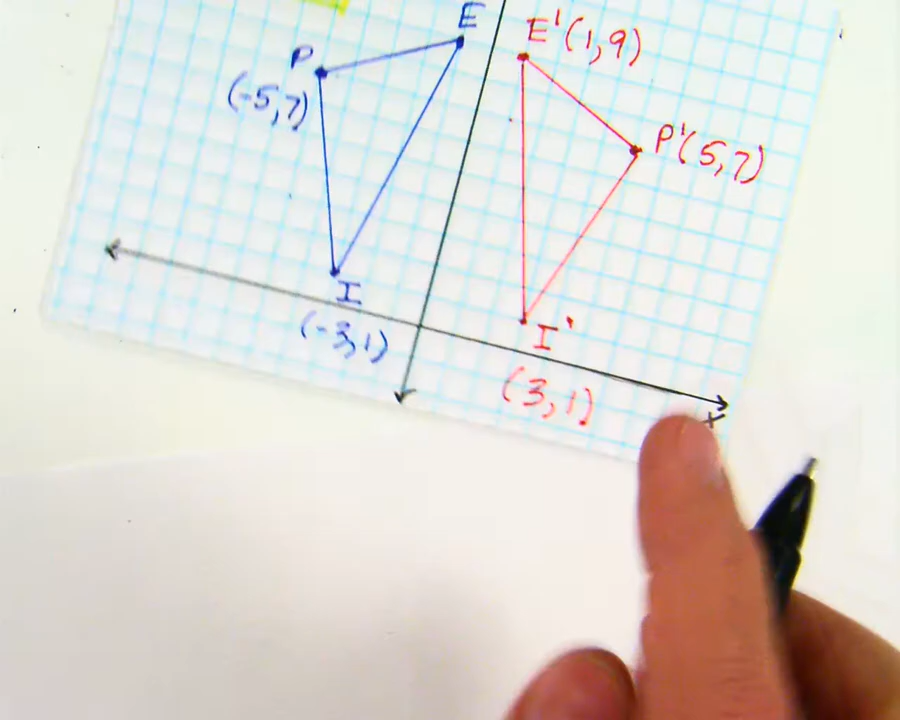 E
E'(1,9)
P
(-5,7)
P'(5,7)
I
(-3,1)
I'
(3,1)
x